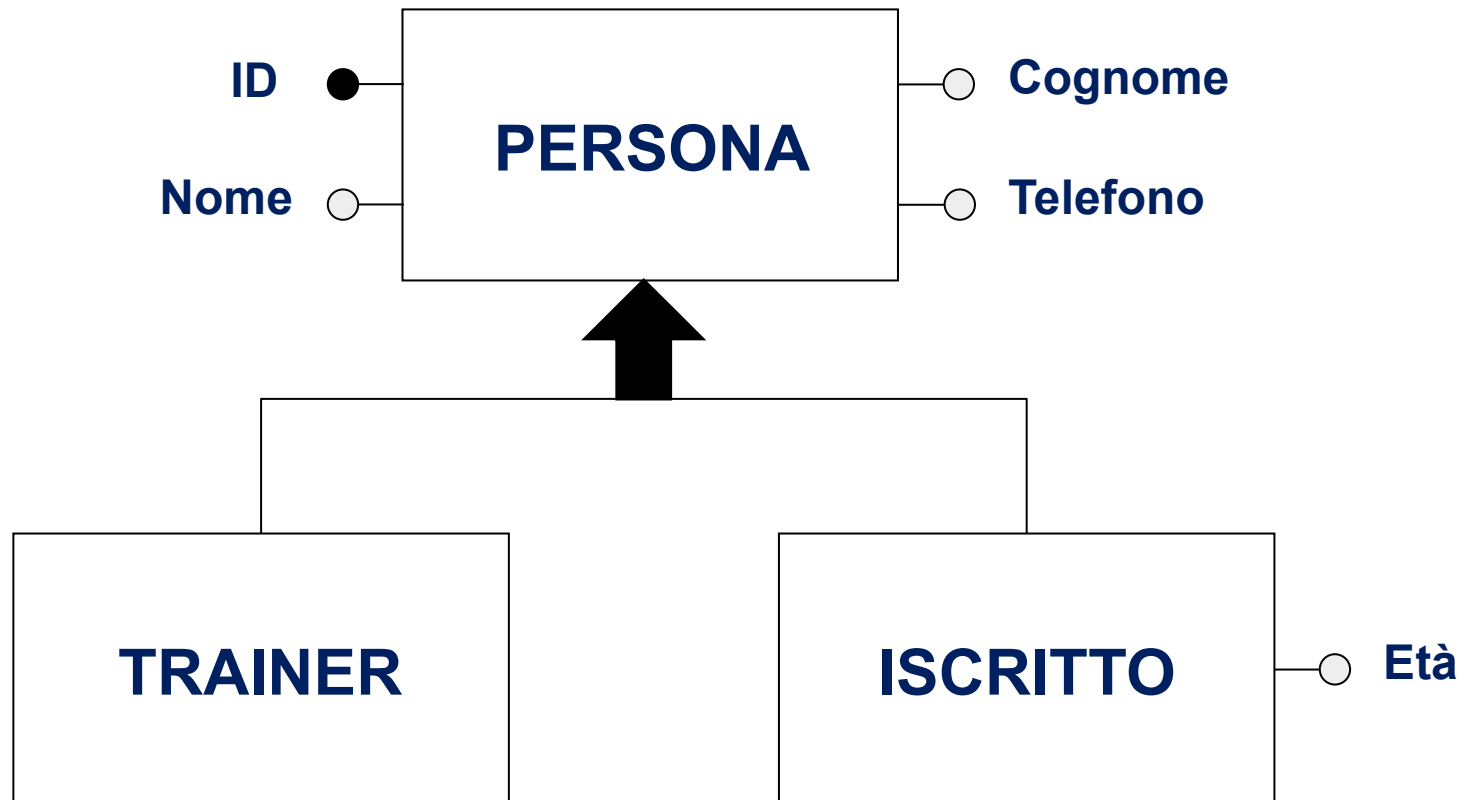 ID
Cognome
PERSONA
Nome
Telefono
TRAINER
ISCRITTO
Età